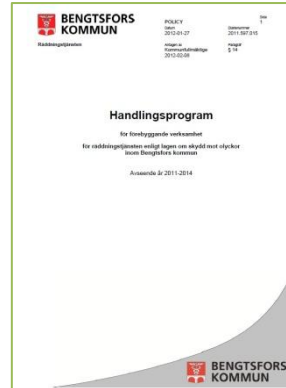 BENGTSFORS
KOMMUN
Räddningstjänsten
POLICY
Sida
1
Datum
2012-01-27
Diarienummer
2011.597.015
Antagen av
Kommunfullmäktige
2012-02-08
Paragraf
§ 14
Handlingsprogram
för förebyggande verksamhet
för räddningstjänsten enligt lagen om skydd mot olyckor
inom Bengtsfors kommun
Avseende år 2011-2014
BENGTSFORS
KOMMUN